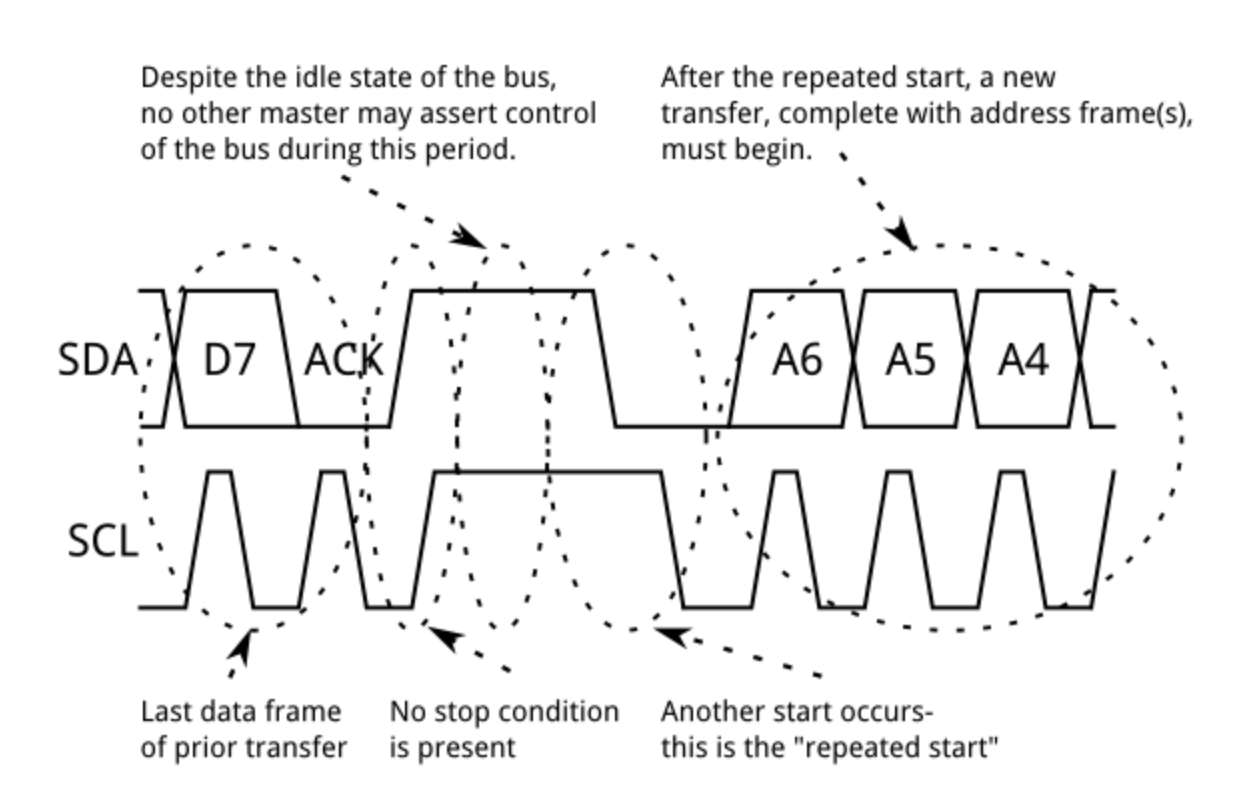 Despite the idle state of the bus,
no other master may assert control
of the bus during this period.
After the repeated start, a new
transfer, complete with address frame(s),
must begin.
SDA
D7
ACK
A6
A5
A4
SCL
Last data frame
of prior transfer
No stop condition
is present
Another start occurs-
this is the "repeated start"